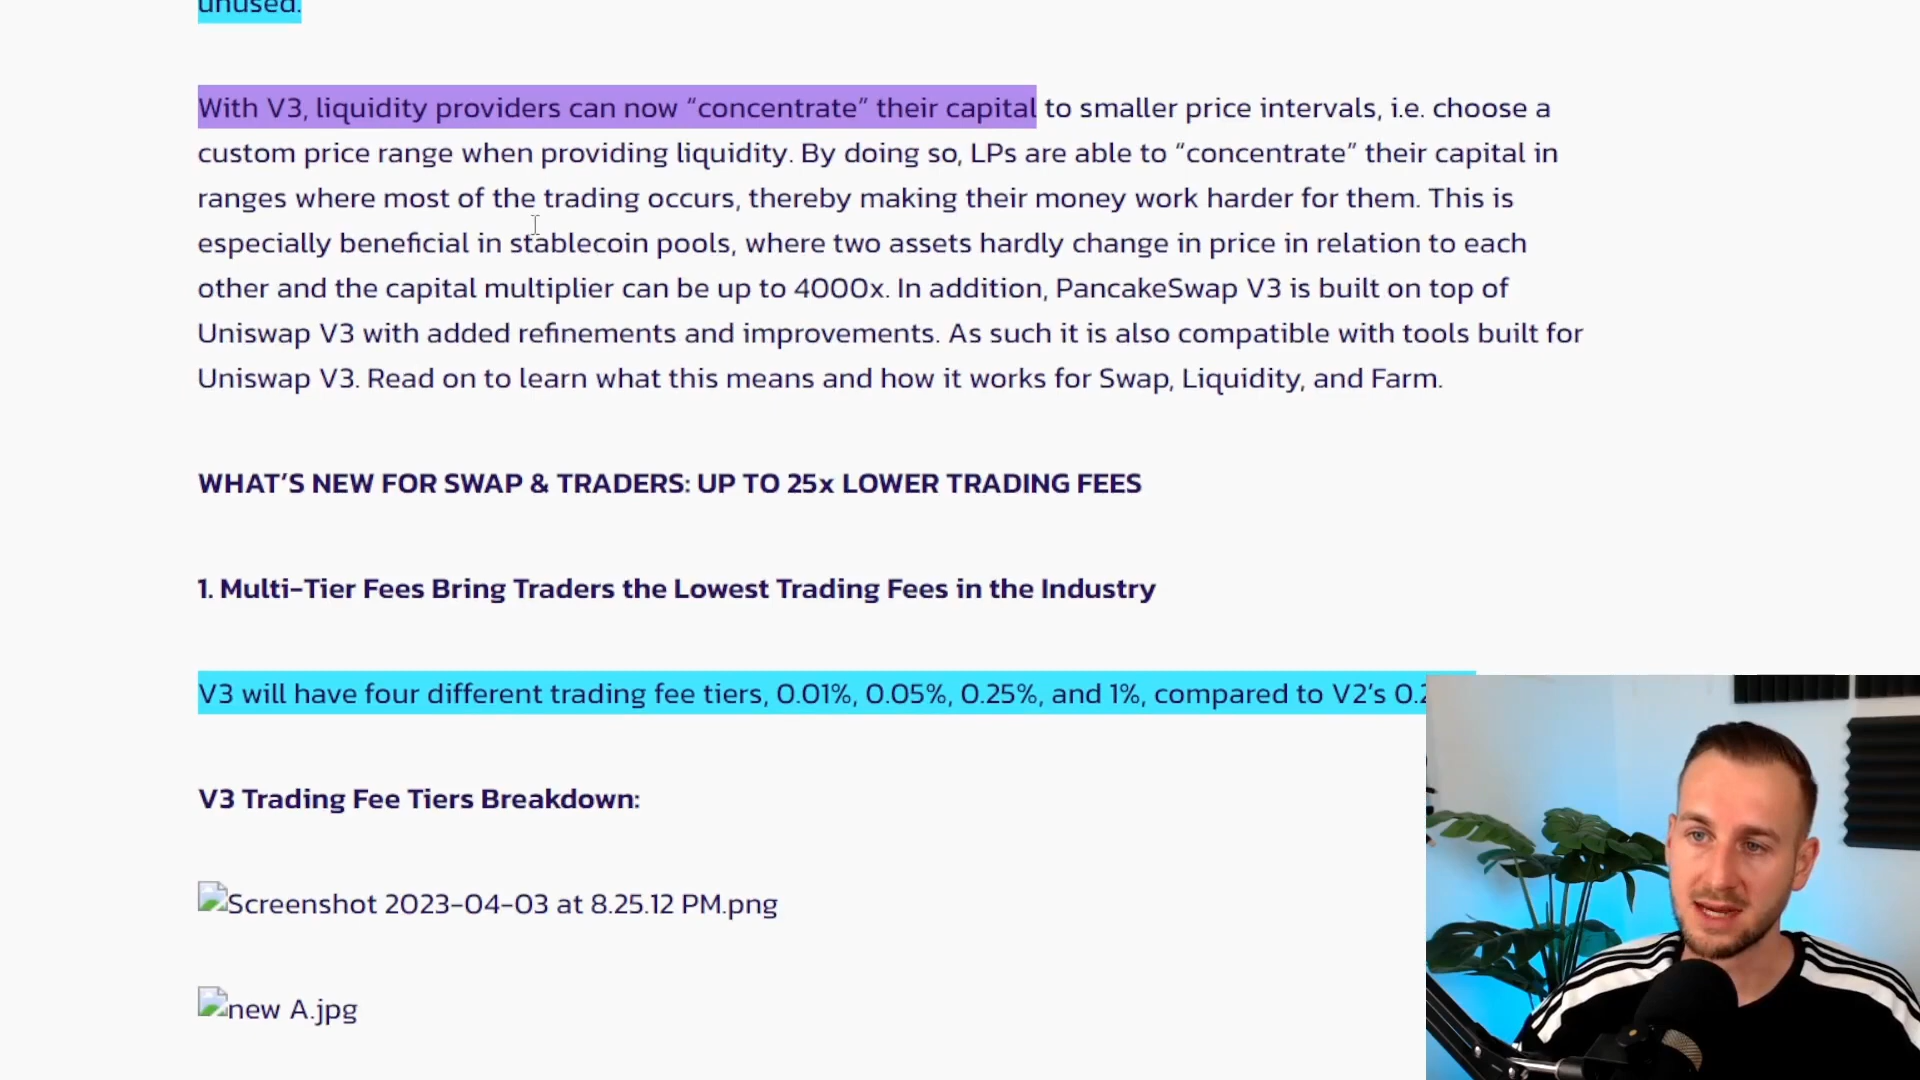 unused.
With V3, liquidity providers can now “concentrate” their capital to smaller price intervals, i.e. choose a
custom price range when providing liquidity. By doing so, LPs are able to “concentrate” their capital in
ranges where most of the trading occurs, thereby making their money work harder for them. This is
especially beneficial in stablecoin pools, where two assets hardly change in price in relation to each
other and the capital multiplier can be up to 4000x. In addition, PancakeSwap V3 is built on top of
Uniswap V3 with added refinements and improvements. As such it is also compatible with tools built for
Uniswap V3. Read on to learn what this means and how it works for Swap, Liquidity, and Farm.
WHAT’S NEW FOR SWAP & TRADERS: UP TO 25x LOWER TRADING FEES
1. Multi-Tier Fees Bring Traders the Lowest Trading Fees in the Industry
V3 will have four different trading fee tiers, 0.01%, 0.05%, 0.25%, and 1%, compared to V2’s
V3 Trading Fee Tiers Breakdown:
Screenshot 2023-04-03 at 8.25.12 PM.png
new A.jpg